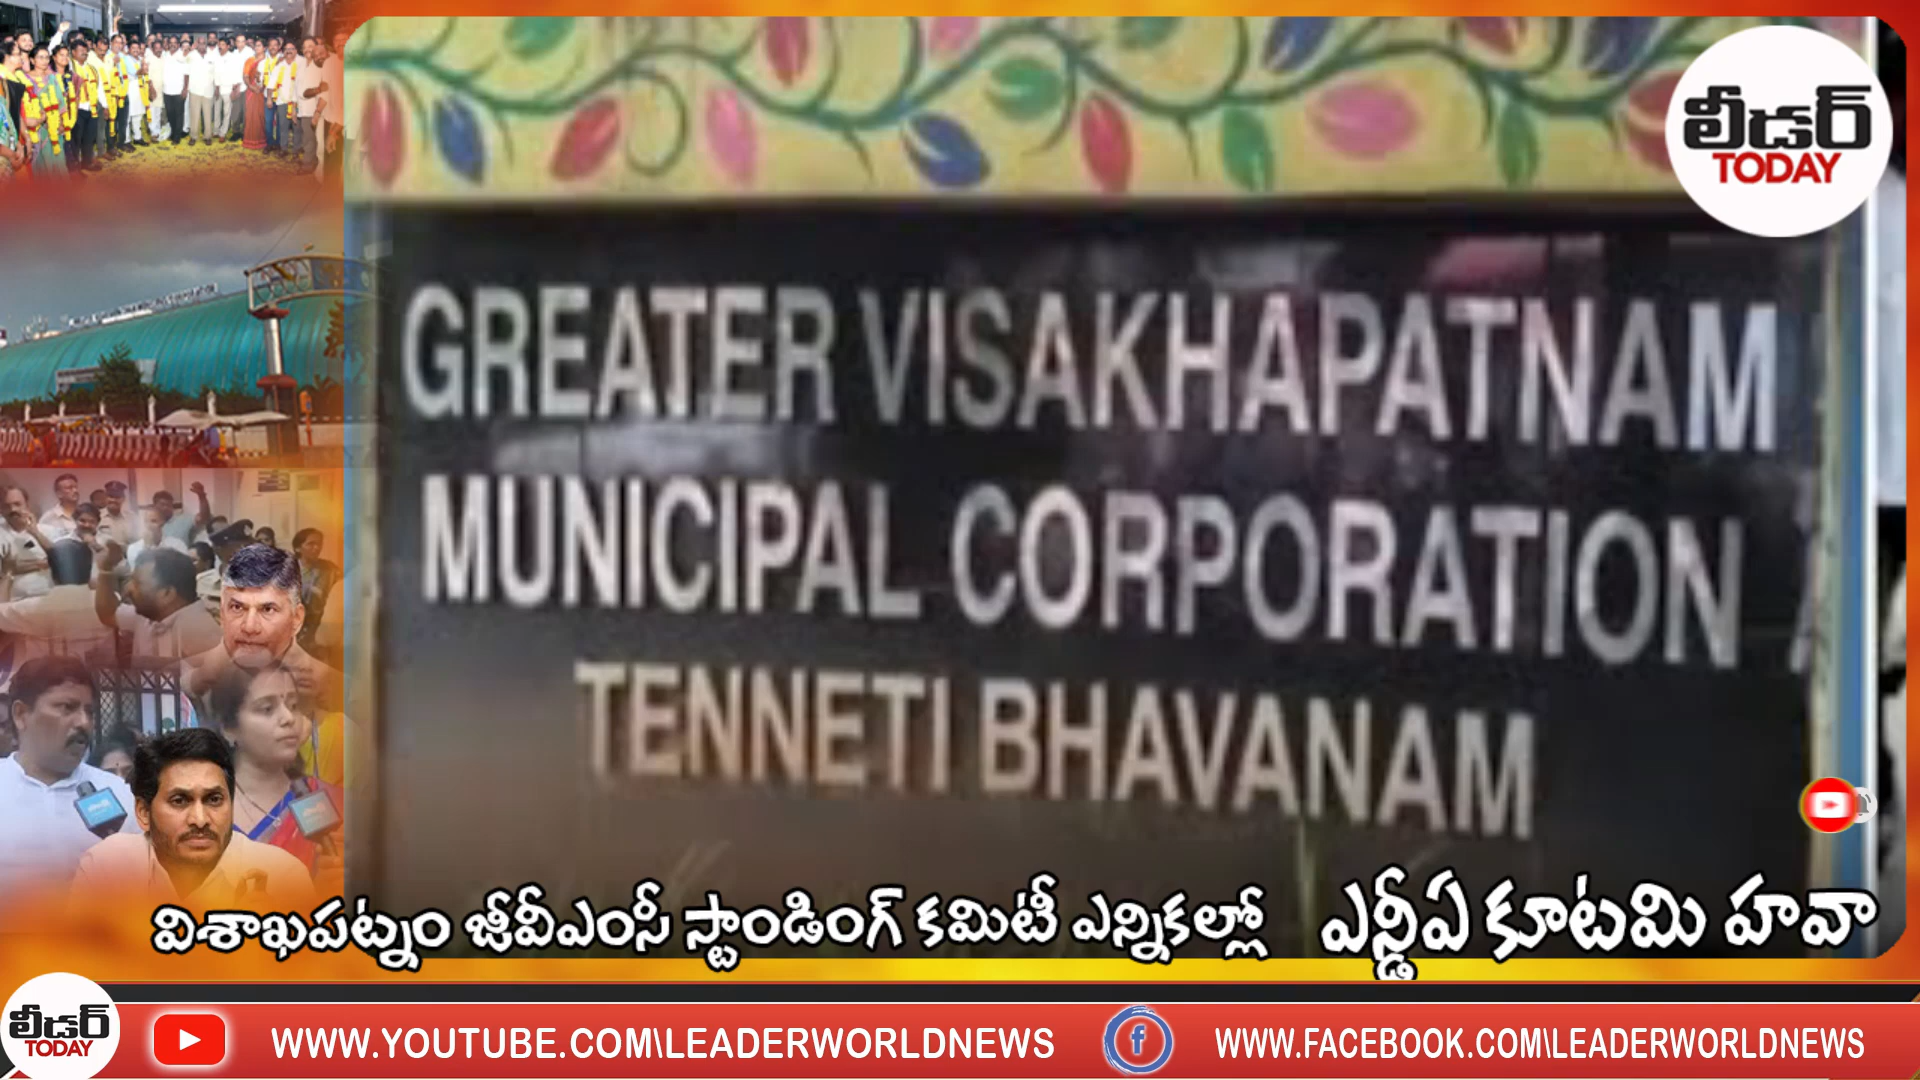 లీడర్
TODAY
GREATER VISAKHAPATNAM
MUNICIPAL CORPORATION
TENNETI BHAVANAM
విశాఖపట్నం జీవీఎంసీ స్టాండింగ్ కమిటీ ఎన్నికల్లో ఎన్డీఏ కూటమి హవా
లీడర్
TODAY
WWW.YOUTUBE.COM\LEADERWORLDNEWS
WWW.FACEBOOK.COM\LEADERWORLDNEWS